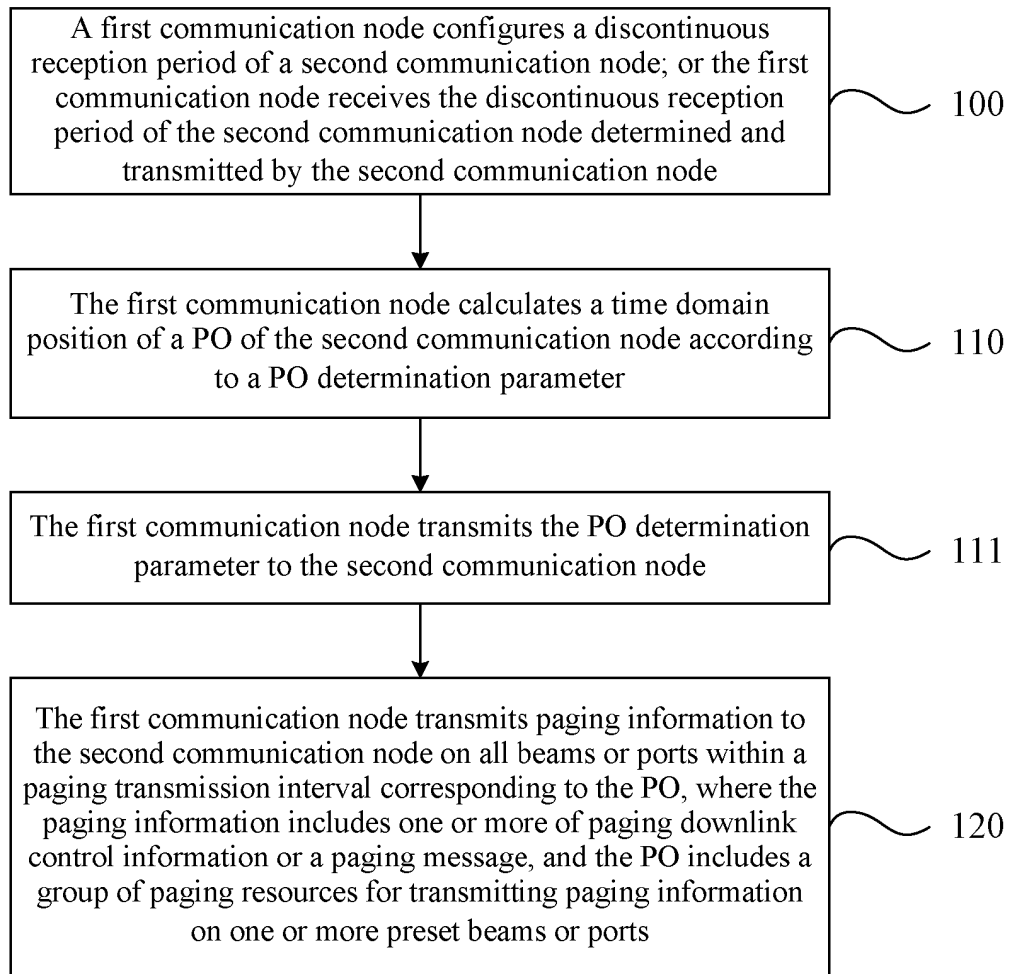 A first communication node configures a discontinuous
reception period of a second communication node; or the first
communication node receives the discontinuous reception
period of the second communication node determined and
transmitted by the second communication node
100
The first communication node calculates a time domain
position of a PO of the second communication node according
to a PO determination parameter
110
The first communication node transmits the PO determination
parameter to the second communication node
111
The first communication node transmits paging information to
the second communication node on all beams or ports within a
paging transmission interval corresponding to the PO, where the
paging information includes one or more of paging downlink
control information or a paging message, and the PO includes a
group of paging resources for transmitting paging information
on one or more preset beams or ports
120